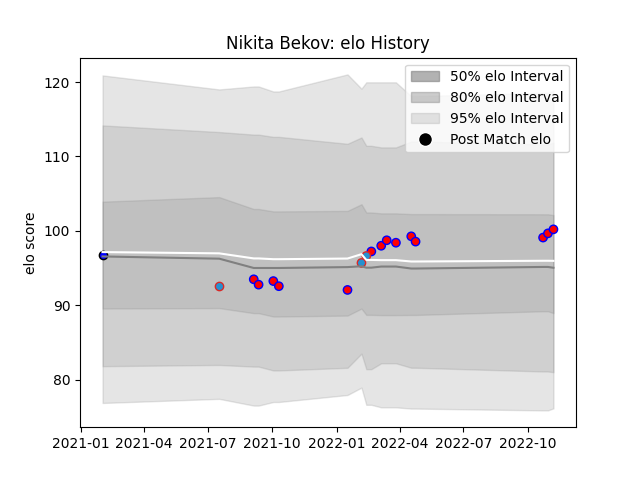 Nikita Bekov: elo History
50% elo Interval
80% elo Interval
95% elo Interval
Post Match elo
elo score
120
110
100
90
80
2021-01 2021-04 2021-07 2021-10 2022-01 2022-04 2022-07 2022-10